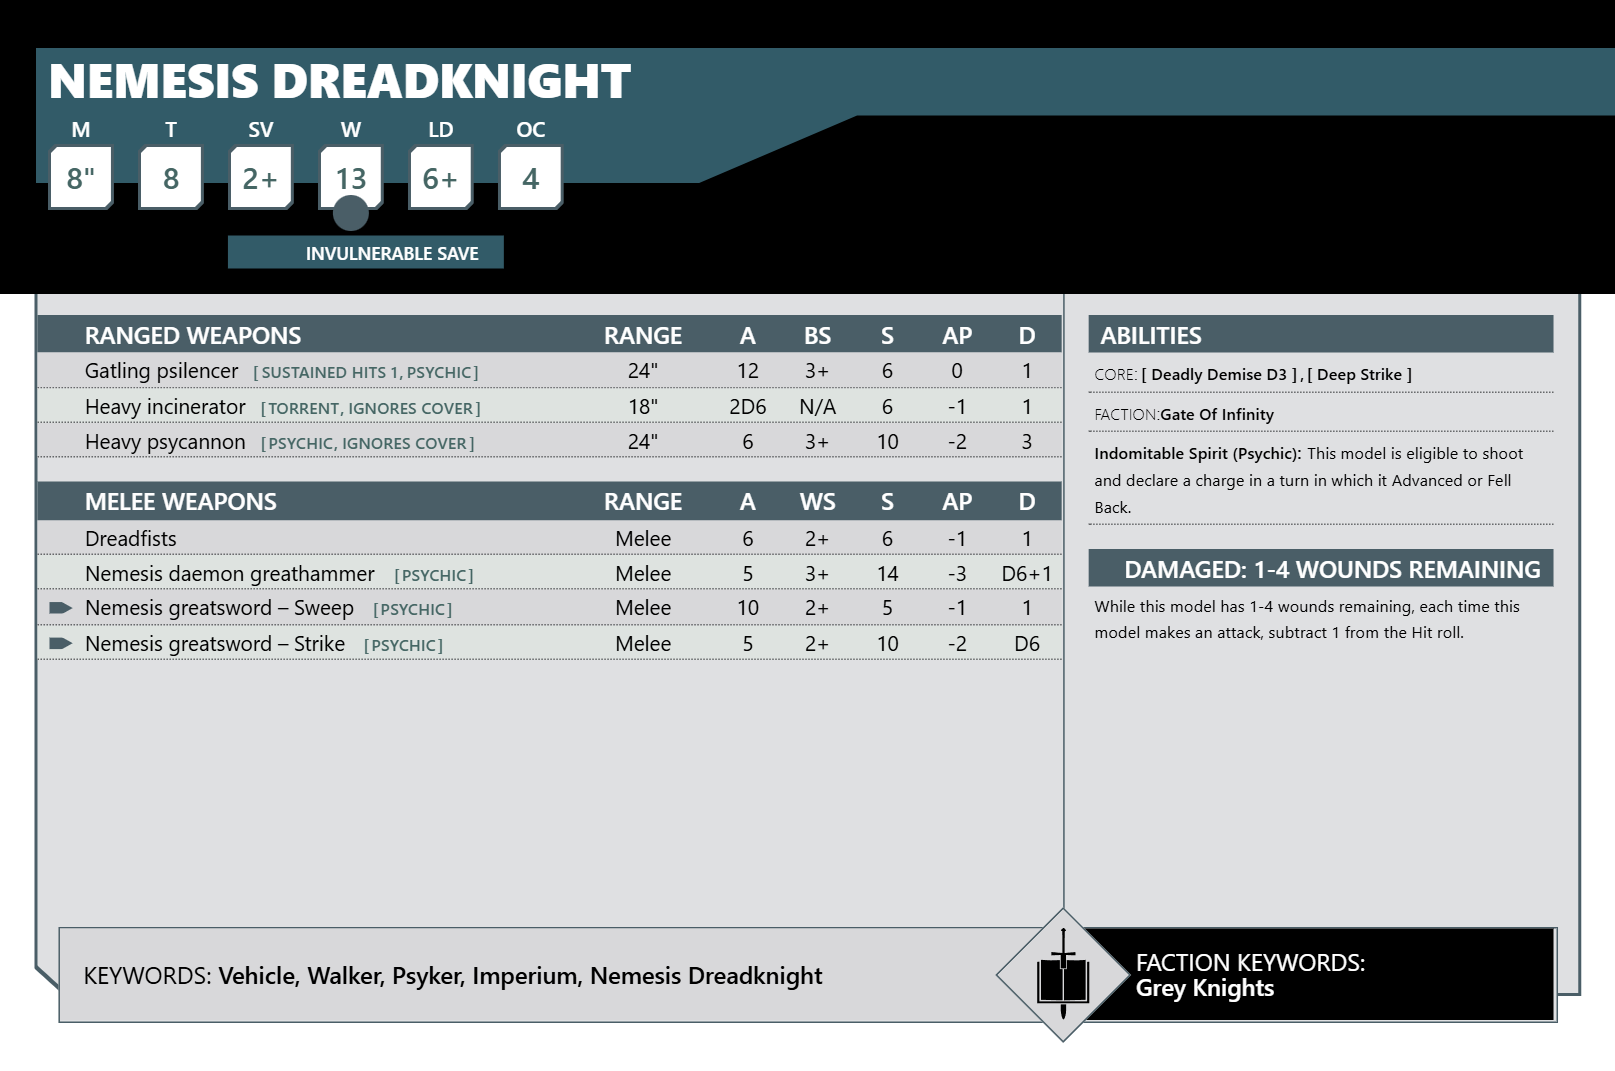 NEMESIS DREADKNIGHT
M T SV W LD OC
8" 8 2+ 13 6+ 4
INVULNERABLE SAVE
RANGED WEAPONS RANGE A BS S AP D
Gatling psilencer [SUSTAINED HITS 1, PSYCHIC] 24" 12 3+ 6 0 1
Heavy incinerator [TORRENT, IGNORES COVER] 18" 2D6 N/A 6 -1 1
Heavy psycannon [PSYCHIC, IGNORES COVER] 24" 6 3+ 10 -2 3
MELEE WEAPONS RANGE A WS S AP D
Dreadfists Melee 6 2+ 6 -1 1
Nemesis daemon greathammer [PSYCHIC] Melee 5 3+ 14 -3 D6+1
Nemesis greatsword – Sweep [PSYCHIC] Melee 10 2+ 5 -1 1
Nemesis greatsword – Strike [PSYCHIC] Melee 5 2+ 10 -2 D6
ABILITIES
CORE: [ Deadly Demise D3 ] , [ Deep Strike ]
FACTION:Gate Of Infinity
Indomitable Spirit (Psychic): This model is eligible to shoot
and declare a charge in a turn in which it Advanced or Fell
Back.
DAMAGED: 1-4 WOUNDS REMAINING
While this model has 1-4 wounds remaining, each time this
model makes an attack, subtract 1 from the Hit roll.
KEYWORDS: Vehicle, Walker, Psyker, Imperium, Nemesis Dreadknight
FACTION KEYWORDS:
Grey Knights